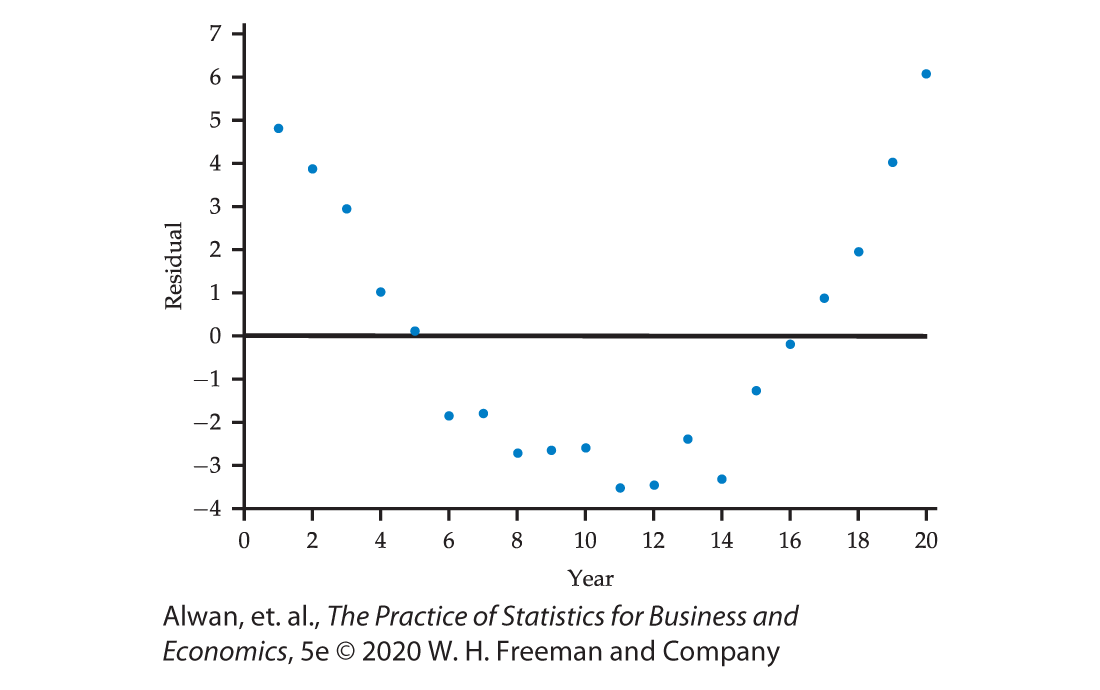 7
6
5
4
3
2
1
0
−1
−2
−3
−4
Residual
0 2 4 6 8 10 12 14 16 18 20
Year
Alwan, et. al., The Practice of Statistics for Business and
Economics, 5e © 2020 W. H. Freeman and Company